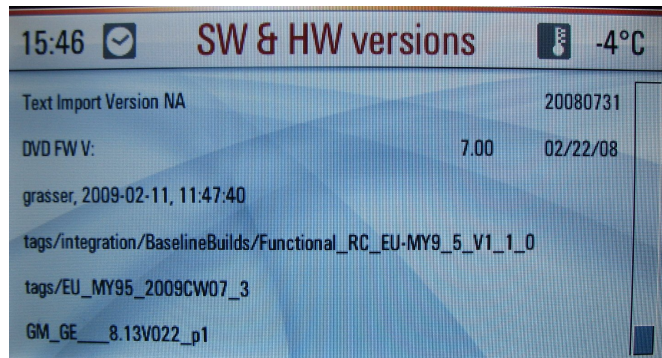 15:46 SW & HW versions -4°C
Text Import Version NA 20080731
DVD FW V: 7.00 02/22/08
grasser, 2009-02-11, 11:47:40
tags/integration/BaselineBuilds/Functional_RC_EU-MY9_5_V1_1_0
tags/EU_MY95_2009CW07_3
GM_GE___8.13V022_p1